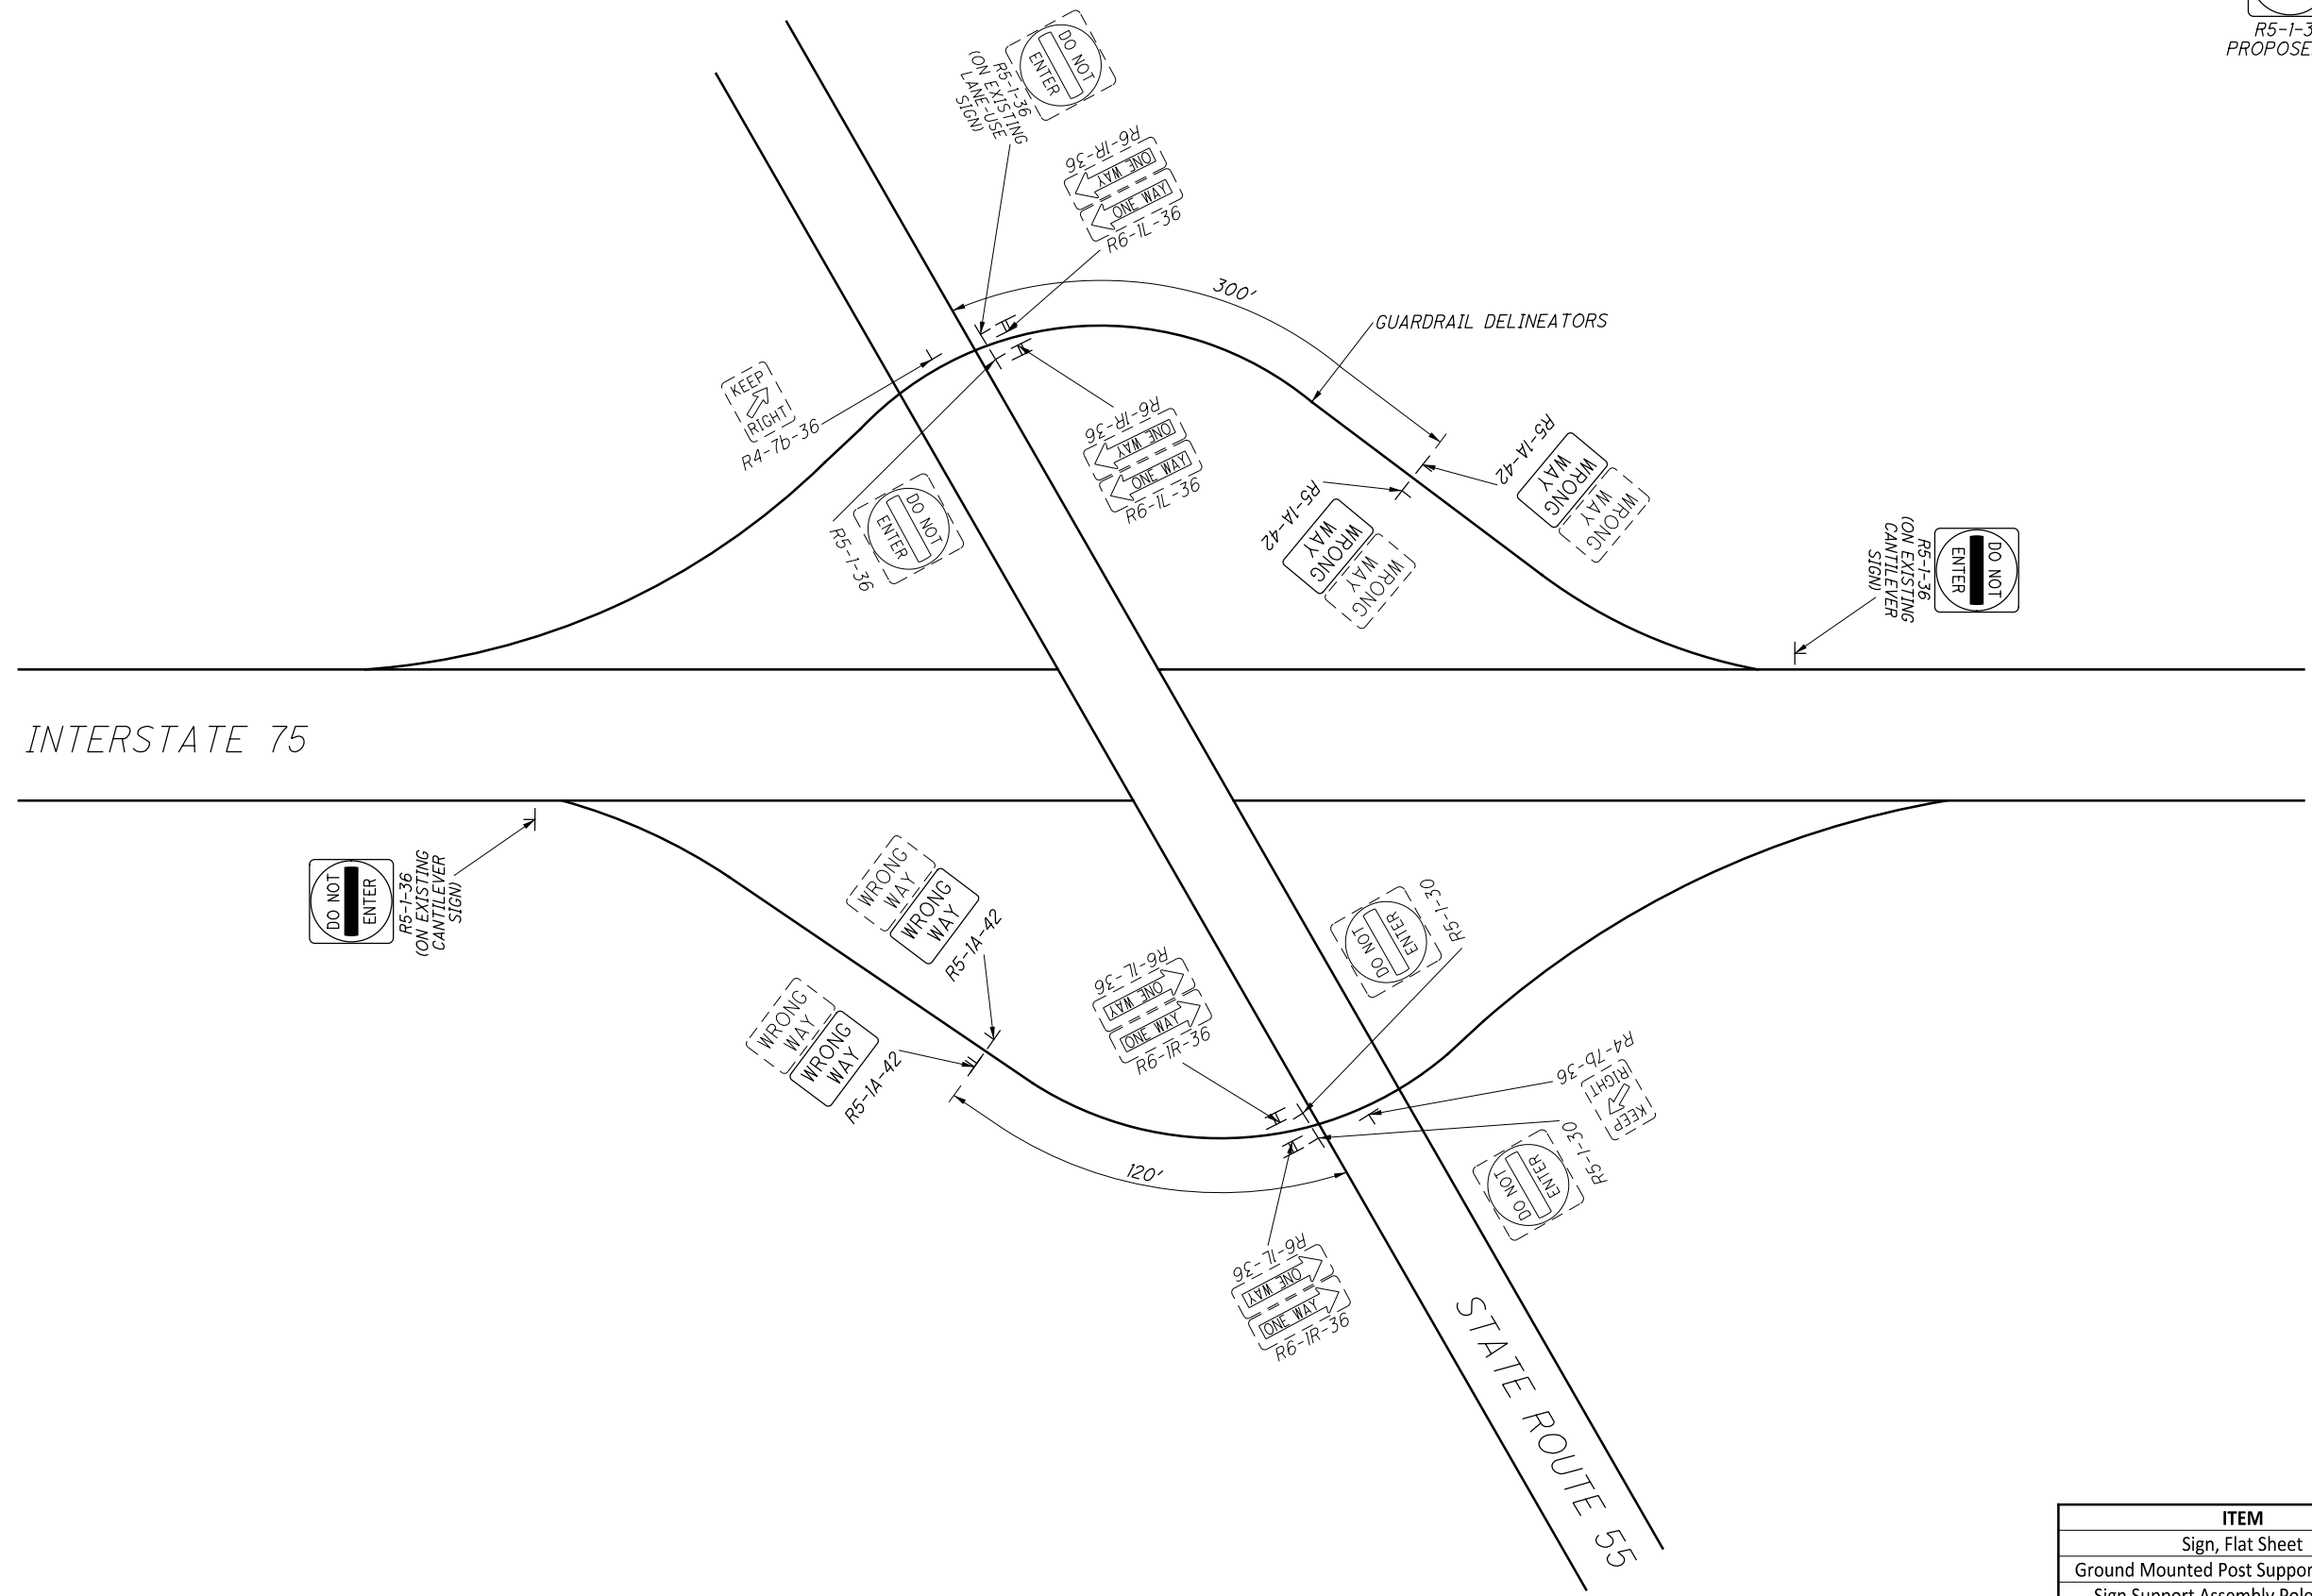 R5-1-3
PROPOSE
DO NOT
ENTER
R5-1-36
(ON EXISTING
LANE-USE
SIGN)
R6-1R-36
ONE WAY
ONE WAY
R6-1L-36
300'
GUARDRAIL DELINEATORS
KEEP
RIGHT
R4-7b-36
R6-1R-36
ONE WAY
ONE WAY
R6-1L-36
DO NOT
ENTER
R5-1-36
R5-1A-42
WRONG
WAY
WRONG
WAY
R5-1A-42
WRONG
WAY
WRONG
WAY
DO NOT
ENTER
R5-1-36
(ON EXISTING
CANTILEVER
SIGN)
INTERSTATE 75
DO NOT
ENTER
R5-1-36
(ON EXISTING
CANTILEVER
SIGN)
WRONG
WAY
WRONG
WAY
R5-1A-42
WRONG
WAY
WRONG
WAY
R5-1A-42
R6-1L-36
ONE WAY
ONE WAY
R6-1R-36
DO NOT
ENTER
R5-1-30
R4-7b-36
KEEP
RIGHT
DO NOT
ENTER
R5-1-30
120'
R6-1L-36
ONE WAY
ONE WAY
R6-1R-36
STATE ROUTE 55
ITEM
Sign, Flat Sheet
Ground Mounted Post Suppor
Sign Support Assembly Pole